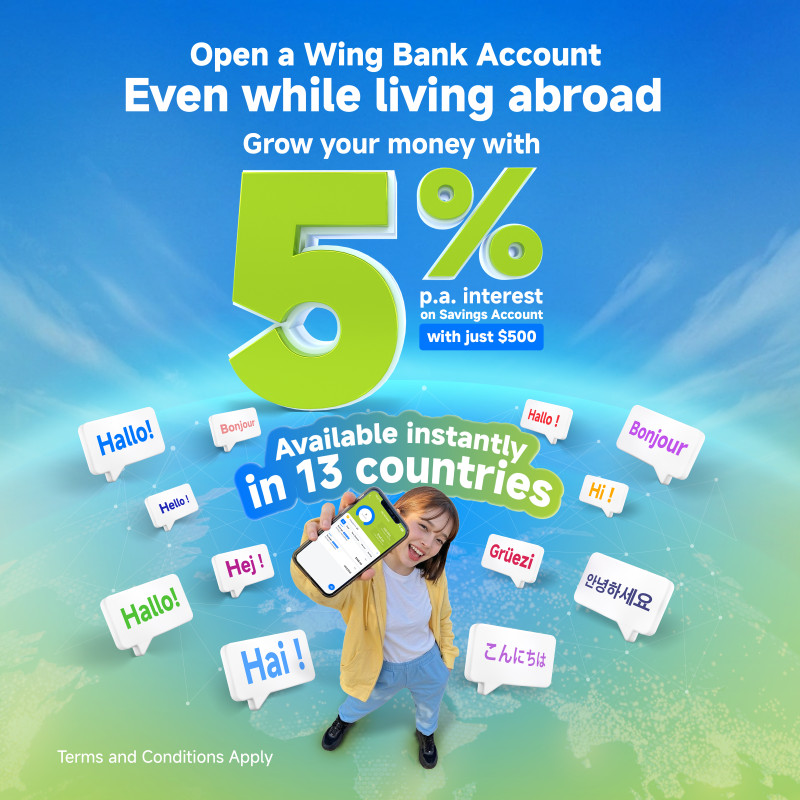 Open a Wing Bank Account
Even while living abroad
Grow your money with
5%
p.a. interest
on Savings Account
with just $500
Available instantly
in 13 countries
Hallo!
Bonjour
Hallo !
Bonjour
Hello !
Hi !
Hej !
Grüezi
Hallo!
안녕하세요
Hai !
こんにちは
Terms and Conditions Apply